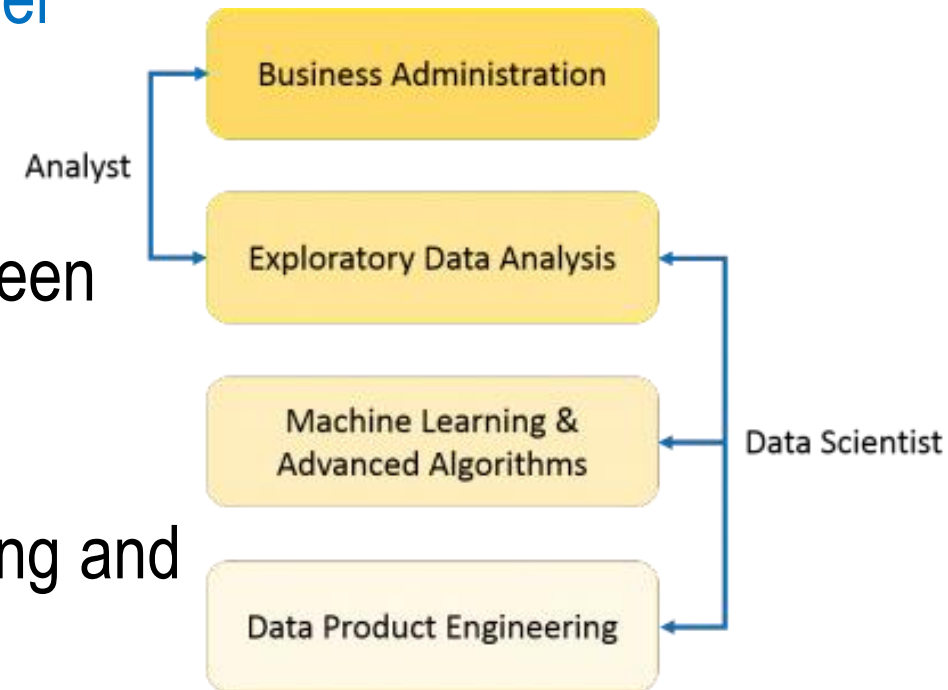 Business Administration
Analyst
Exploratory Data Analysis
een
Machine Learning &
Advanced Algorithms
Data Scientist
ng and
Data Product Engineering